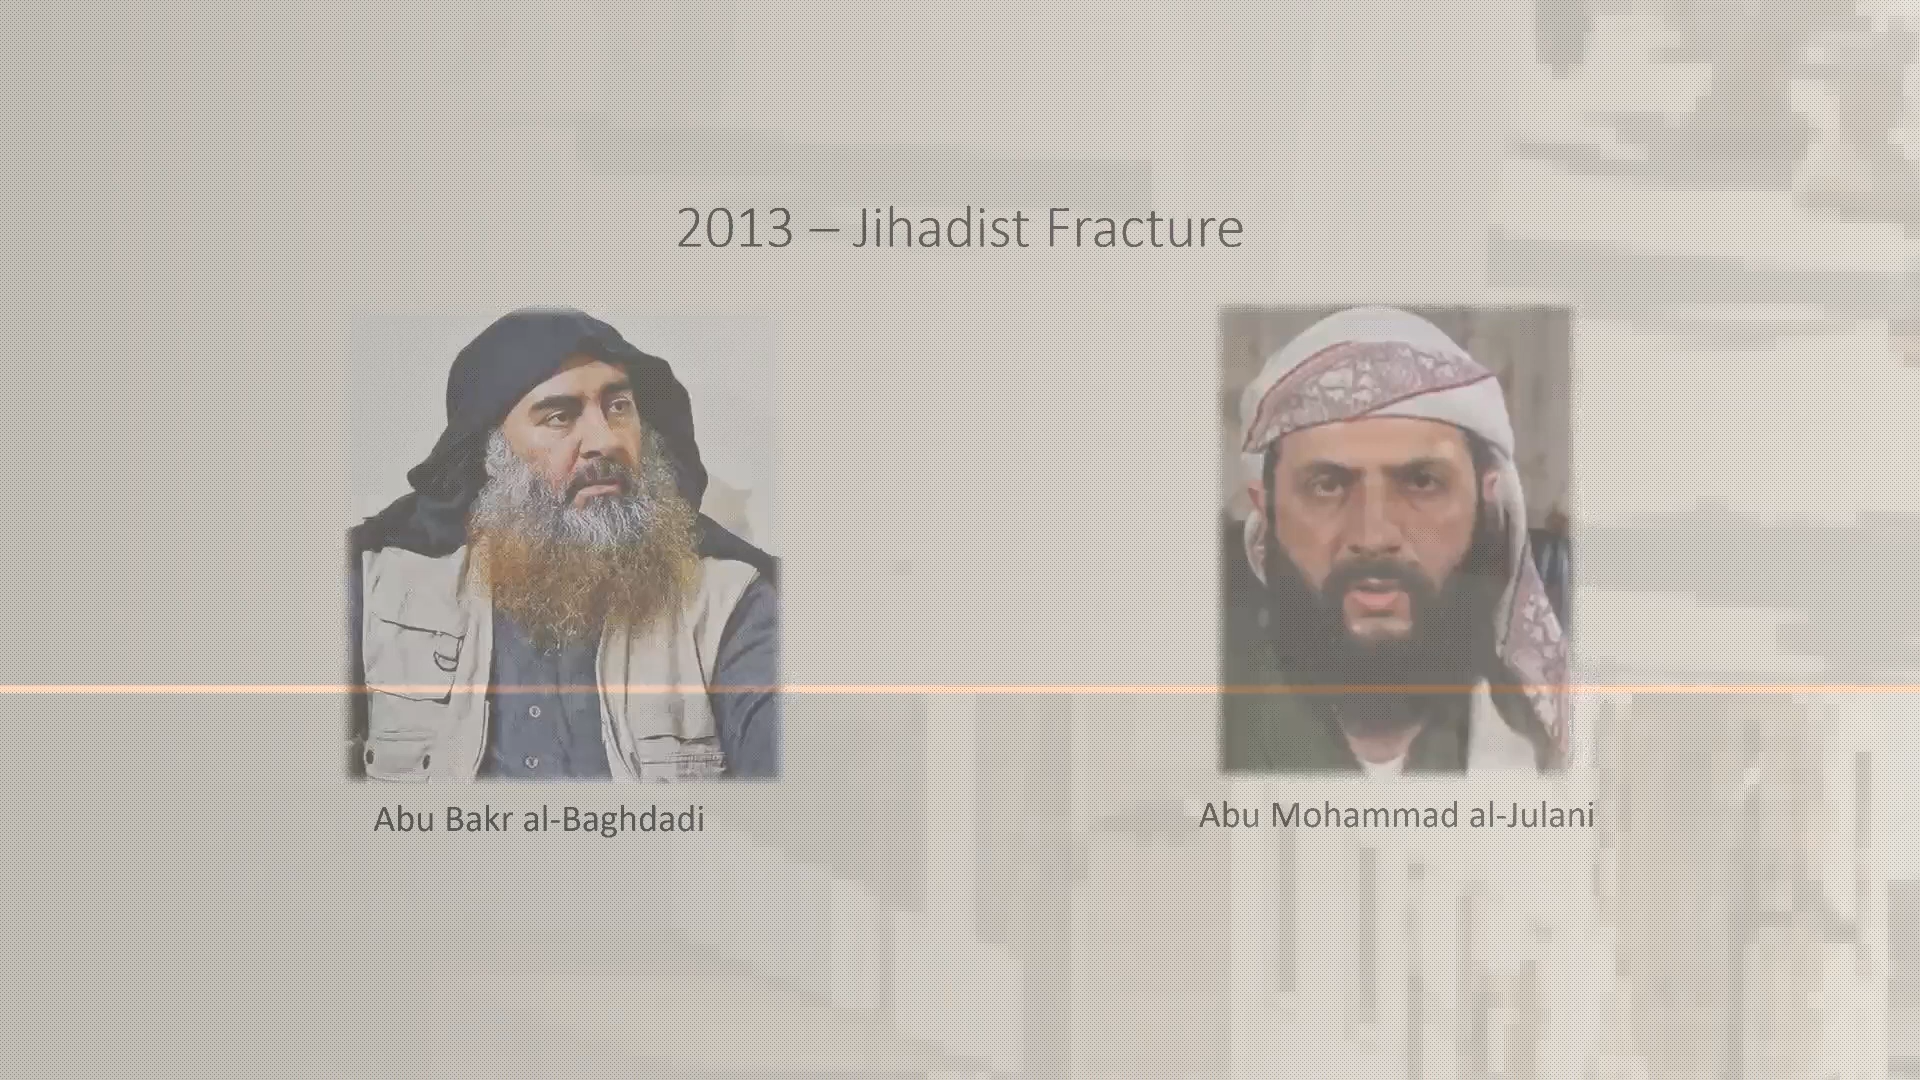 2013 – Jihadist Fracture
Abu Bakr al-Baghdadi
Abu Mohammad al-Julani